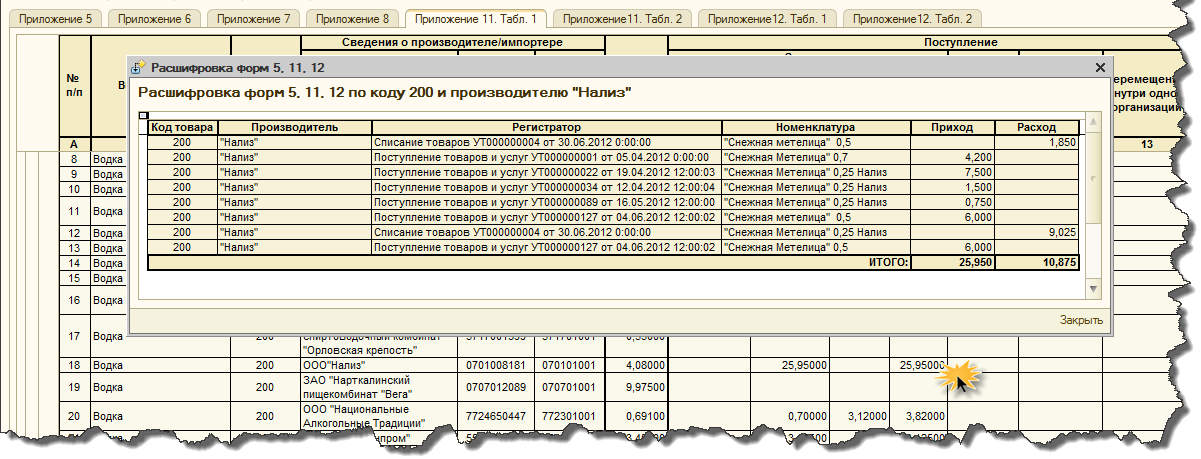 Приложение 5 Приложение 6 Приложение 7 Приложение 8 Приложение 11. Табл. 1 Приложение11. Табл. 2 Приложение12. Табл. 1 Приложение12. Табл. 2
Сведения о производителе/импортере Поступление
№
п/п
Расшифровка форм 5, 11, 12
Расшифровка форм 5, 11, 12 по коду 200 и производителю "Нализ"
Код товара Производитель Регистратор Номенклатура Приход Расход
200 "Нализ" Списание товаров УТ000000004 от 30.06.2012 0:00:00 "Снежная метелица" 0,5 1,850
200 "Нализ" Поступление товаров и услуг УТ000000001 от 05.04.2012 0:00:00 "Снежная Метелица" 0,7 4,200
200 "Нализ" Поступление товаров и услуг УТ000000022 от 19.04.2012 12:00:03 "Снежная Метелица" 0,25 Нализ 7,500
200 "Нализ" Поступление товаров и услуг УТ000000034 от 12.04.2012 12:00:04 "Снежная Метелица" 0,25 Нализ 1,500
200 "Нализ" Поступление товаров и услуг УТ000000089 от 16.05.2012 12:00:00 "Снежная Метелица" 0,25 Нализ 0,750
200 "Нализ" Поступление товаров и услуг УТ000000127 от 04.06.2012 12:00:02 "Снежная метелица" 0,5 6,000
200 "Нализ" Списание товаров УТ000000004 от 30.06.2012 0:00:00 "Снежная Метелица" 0,25 Нализ 9,025
200 "Нализ" Поступление товаров и услуг УТ000000127 от 04.06.2012 12:00:02 "Снежная Метелица" 0,5 6,000
ИТОГО: 25,950 10,875
Закрыть
А 13
8 Водка
9 Водка
10 Водка
11 Водка
12 Водка
13 Водка
14 Водка
15 Водка
16 Водка
17 Водка 200
"Орловская крепость"
18 Водка 200 ООО"Нализ" 0701008181 070101001 4,08000 25,95000 25,95000
19 Водка 200 ЗАО "Нарткалинский
пищекомбинат "Вега" 0707012089 070701001 9,97500
20 Водка 200 ООО "Национальные
Алкогольные Традиции" 7724650447 772301001 0,69100 0,70000 3,12000 3,82000